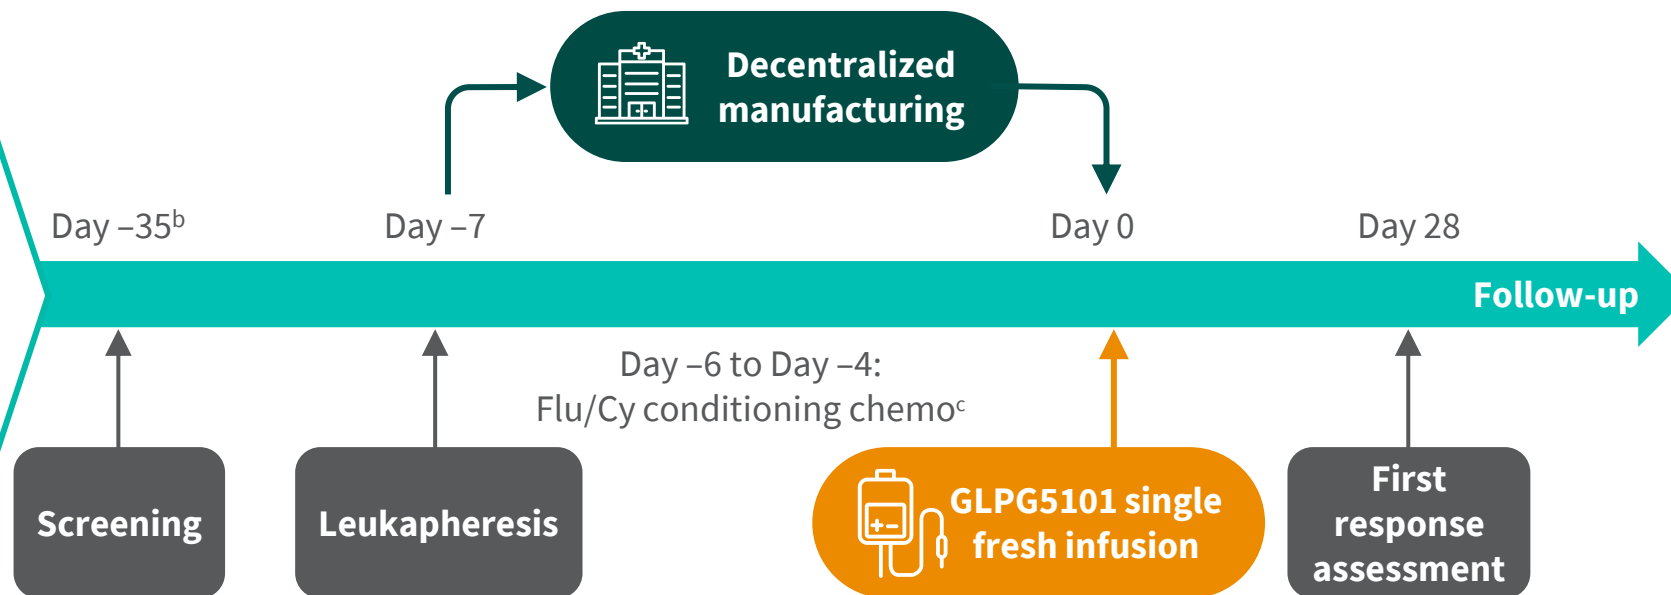 Decentralized
manufacturing
Day –35ᵇ
Day –7
Day 0
Day 28
Follow-up
Day –6 to Day –4:
Flu/Cy conditioning chemoᶜ
Screening
Leukapheresis
GLPG5101 single
fresh infusion
First
response
assessment